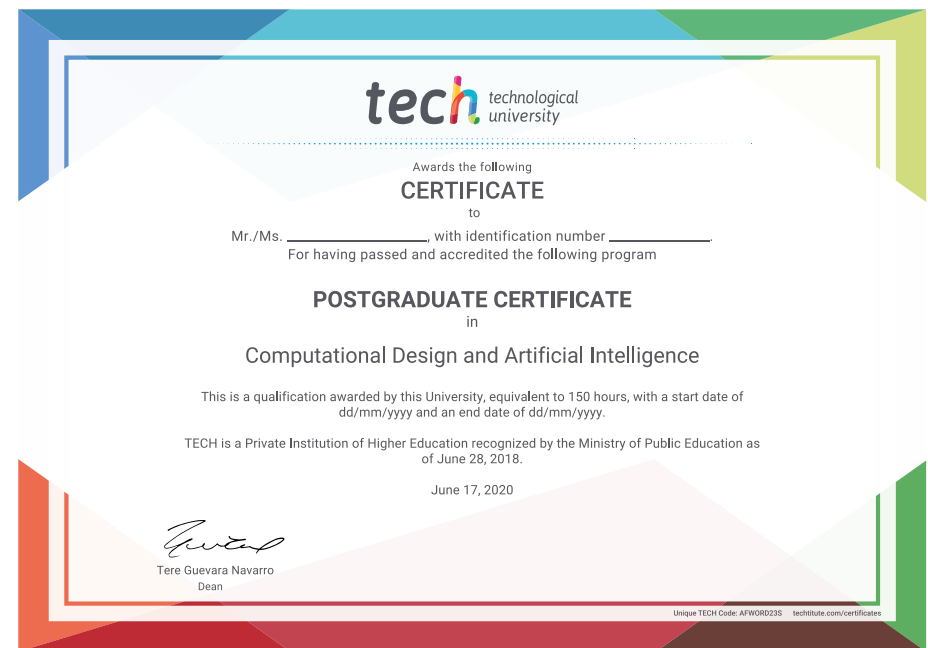 tech technological
university
Awards the following
CERTIFICATE
to
Mr./Ms. ____________, with identification number _________.
For having passed and accredited the following program
POSTGRADUATE CERTIFICATE
in
Computational Design and Artificial Intelligence
This is a qualification awarded by this University, equivalent to 150 hours, with a start date of
dd/mm/yyyy and an end date of dd/mm/yyyy.
TECH is a Private Institution of Higher Education recognized by the Ministry of Public Education as
of June 28, 2018.
June 17, 2020
Tere Guevara Navarro
Dean
Unique TECH Code: AFWORD23S techtitute.com/certificates